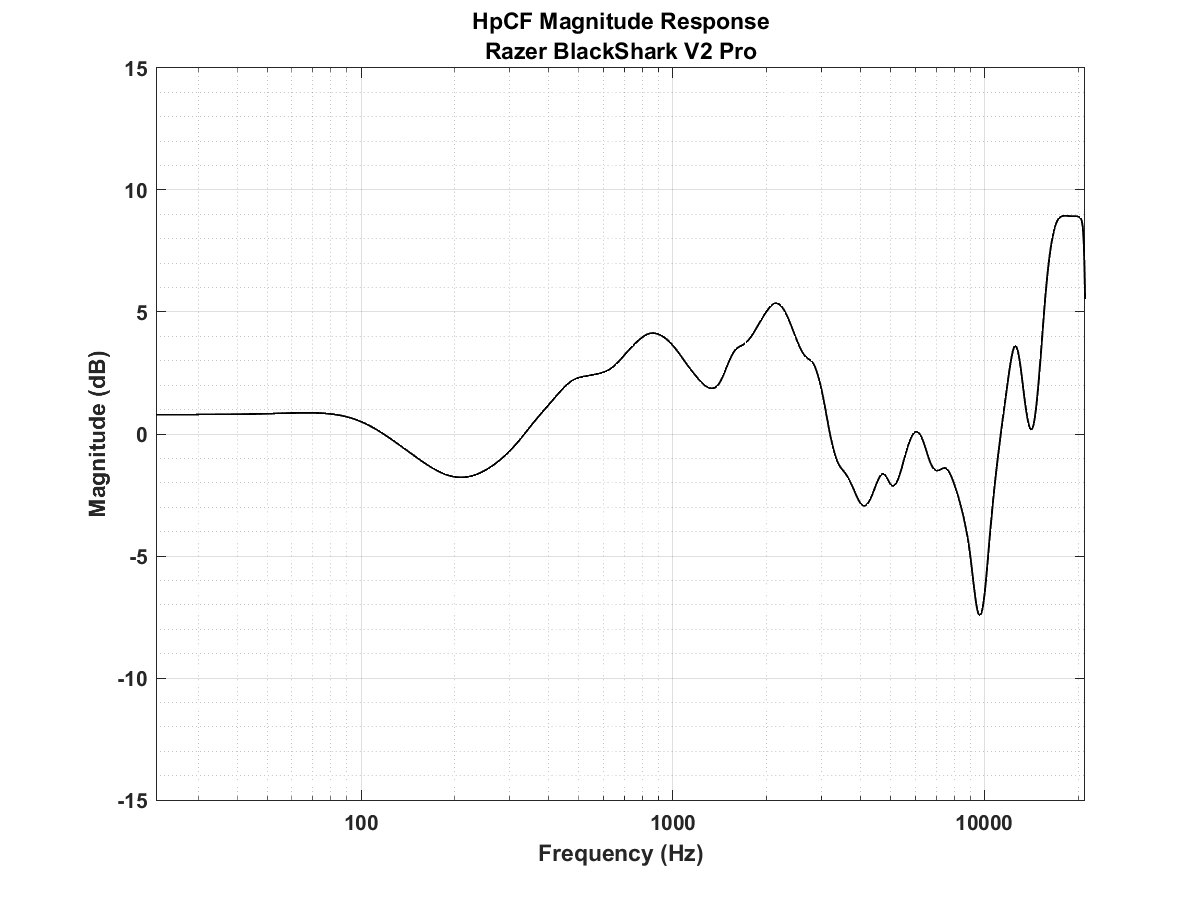 HpCF Magnitude Response
Razer BlackShark V2 Pro
15
10
5
0
-5
-10
-15
Magnitude (dB)
100
1000
10000
Frequency (Hz)